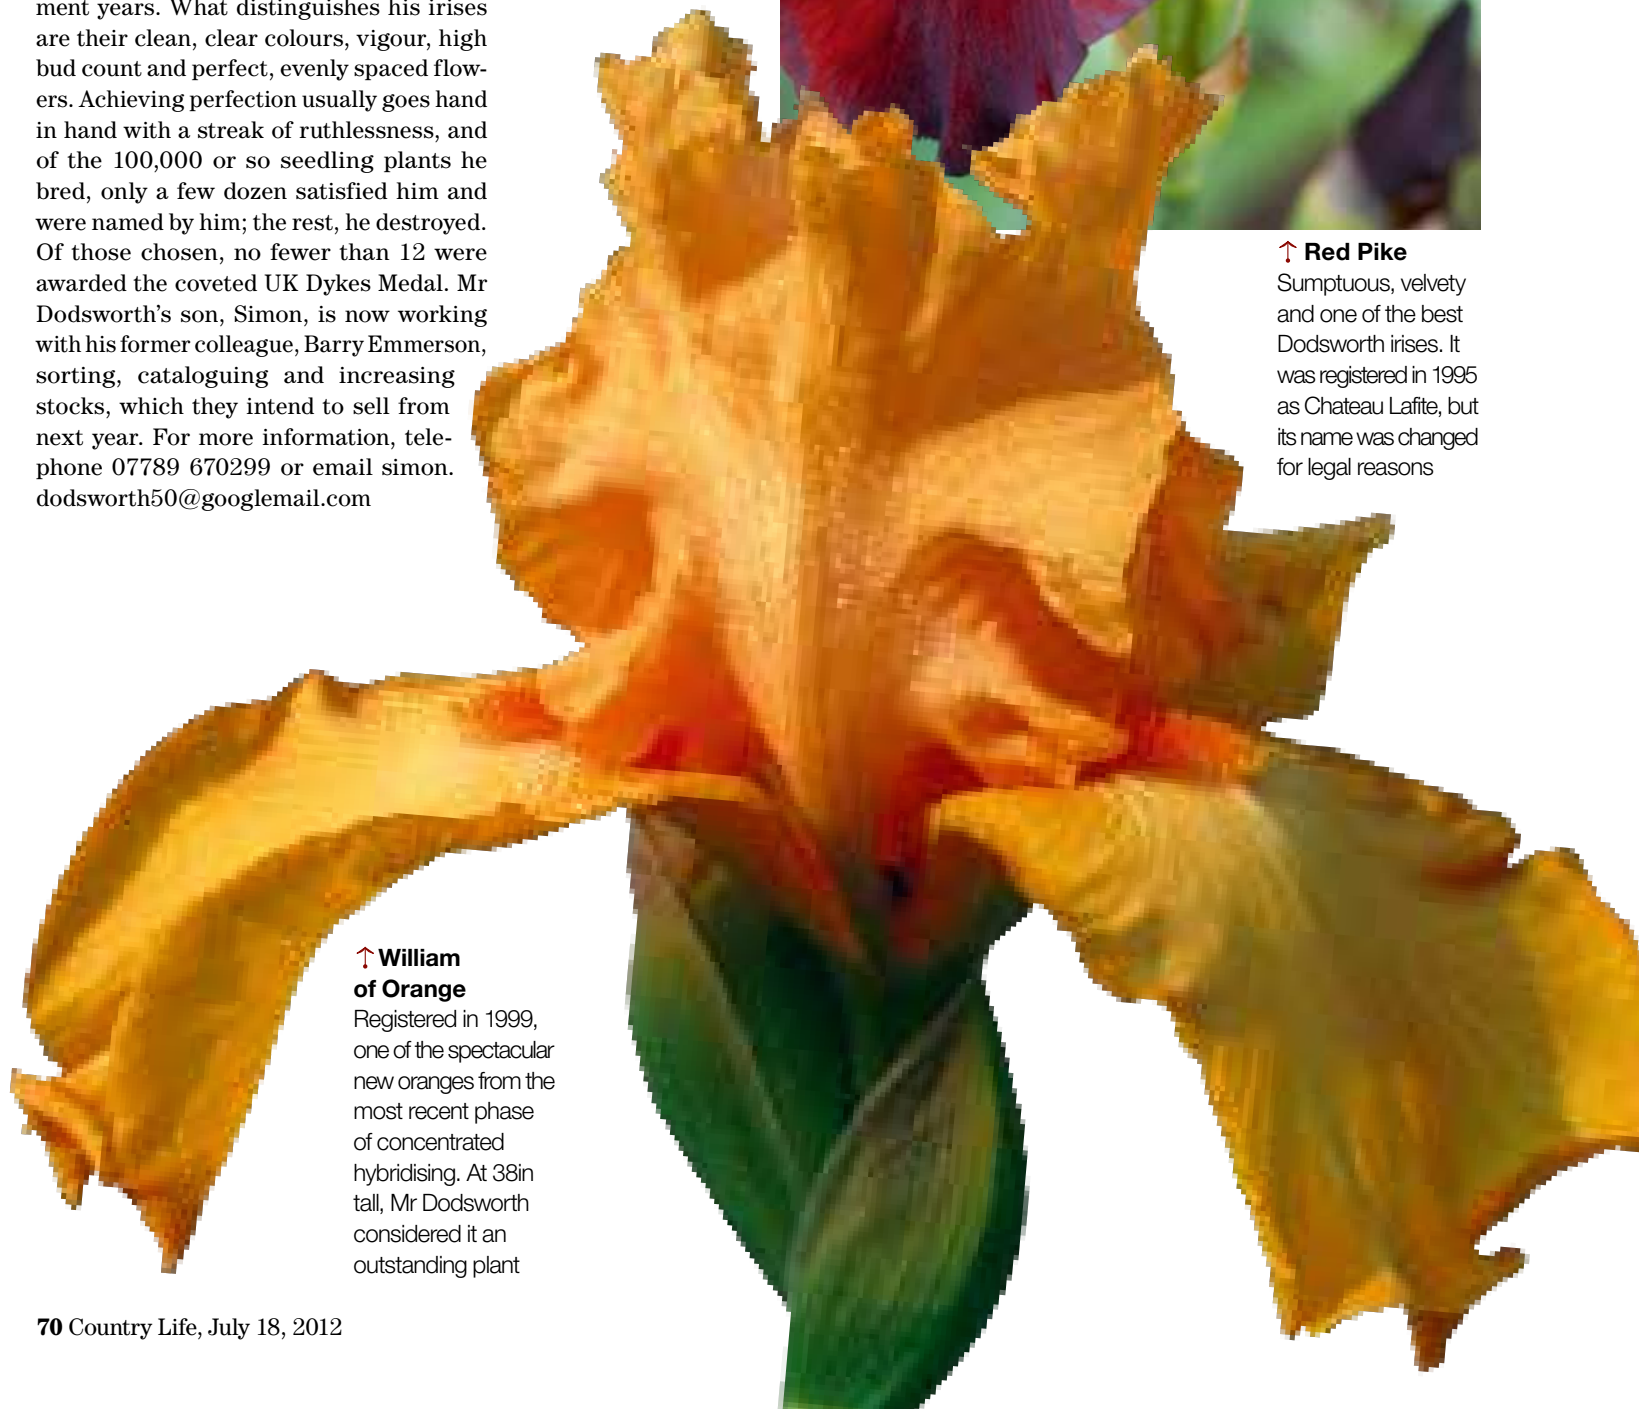 ment years. What distinguishes his irises
are their clean, clear colours, vigour, high
bud count and perfect, evenly spaced flow-
ers. Achieving perfection usually goes hand
in hand with a streak of ruthlessness, and
of the 100,000 or so seedling plants he
bred, only a few dozen satisfied him and
were named by him; the rest, he destroyed.
Of those chosen, no fewer than 12 were
awarded the coveted UK Dykes Medal. Mr
Dodsworth’s son, Simon, is now working
with his former colleague, Barry Emmerson,
sorting, cataloguing and increasing
stocks, which they intend to sell from
next year. For more information, tele-
phone 07789 670299 or email simon.
dodsworth50@googlemail.com
↑ Red Pike
Sumptuous, velvety
and one of the best
Dodsworth irises. It
was registered in 1995
as Chateau Lafite, but
its name was changed
for legal reasons
↑ William
of Orange
Registered in 1999,
one of the spectacular
new oranges from the
most recent phase
of concentrated
hybridising. At 38in
tall, Mr Dodsworth
considered it an
outstanding plant
70 Country Life, July 18, 2012